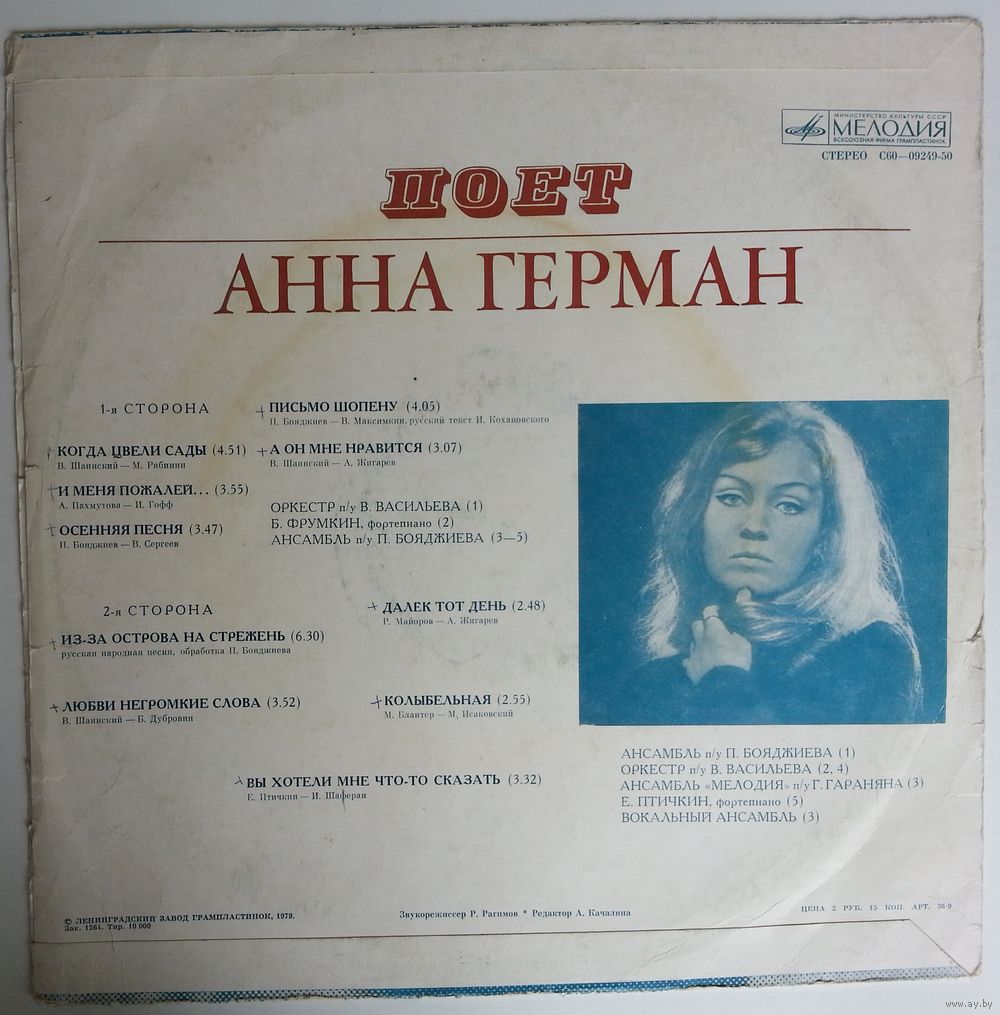 МИНИСТЕРСТВО КУЛЬТУРЫ СССР
МЕЛОДИЯ
ВСЕСОЮЗНАЯ ФИРМА ГРАМПЛАСТИНОК
СТЕРЕО С60—09249-50
ПОЕТ
АННА ГЕРМАН
1-я СТОРОНА
КОГДА ЦВЕЛИ САДЫ (4.51)
В. Шаинский — М. Рябинин
И МЕНЯ ПОЖАЛЕЙ... (3.55)
А. Пахмутова — И. Гофф
ОСЕННЯЯ ПЕСНЯ (3.47)
П. Бояджиев — В. Сергеев
ПИСЬМО ШОПЕНУ (4.05)
П. Бояджиев — В. Максимкин, русский текст И. Кохановского
А ОН МНЕ НРАВИТСЯ (3.07)
В. Шаинский — А. Жигарев
ОРКЕСТР п/у В. ВАСИЛЬЕВА (1)
Б. ФРУМКИН, фортепиано (2)
АНСАМБЛЬ п/у П. БОЯДЖИЕВА (3—5)
2-я СТОРОНА
ИЗ-ЗА ОСТРОВА НА СТРЕЖЕНЬ (6.30)
русская народная песня, обработка П. Бояджиева
ЛЮБВИ НЕГРОМКИЕ СЛОВА (3.52)
В. Шаинский — Б. Дубровин
ДАЛЕК ТОТ ДЕНЬ (2.48)
Р. Майоров — А. Жигарев
КОЛЫБЕЛЬНАЯ (2.55)
М. Блантер — М. Исаковский
ВЫ ХОТЕЛИ МНЕ ЧТО-ТО СКАЗАТЬ (3.32)
Е. Птичкин — И. Шаферан
АНСАМБЛЬ п/у П. БОЯДЖИЕВА (1)
ОРКЕСТР п/у В. ВАСИЛЬЕВА (2, 4)
АНСАМБЛЬ «МЕЛОДИЯ» п/у Г. ГАРАНЯНА (3)
Е. ПТИЧКИН, фортепиано (5)
ВОКАЛЬНЫЙ АНСАМБЛЬ (3)
© ЛЕНИНГРАДСКИЙ ЗАВОД ГРАМПЛАСТИНОК, 1979.
Зак. 1264. Тир. 10 000
Звукорежиссер Р. Рагимов * Редактор А. Качалина
ЦЕНА 2 РУБ. 15 КОП. АРТ. 36-9
www.ay.by